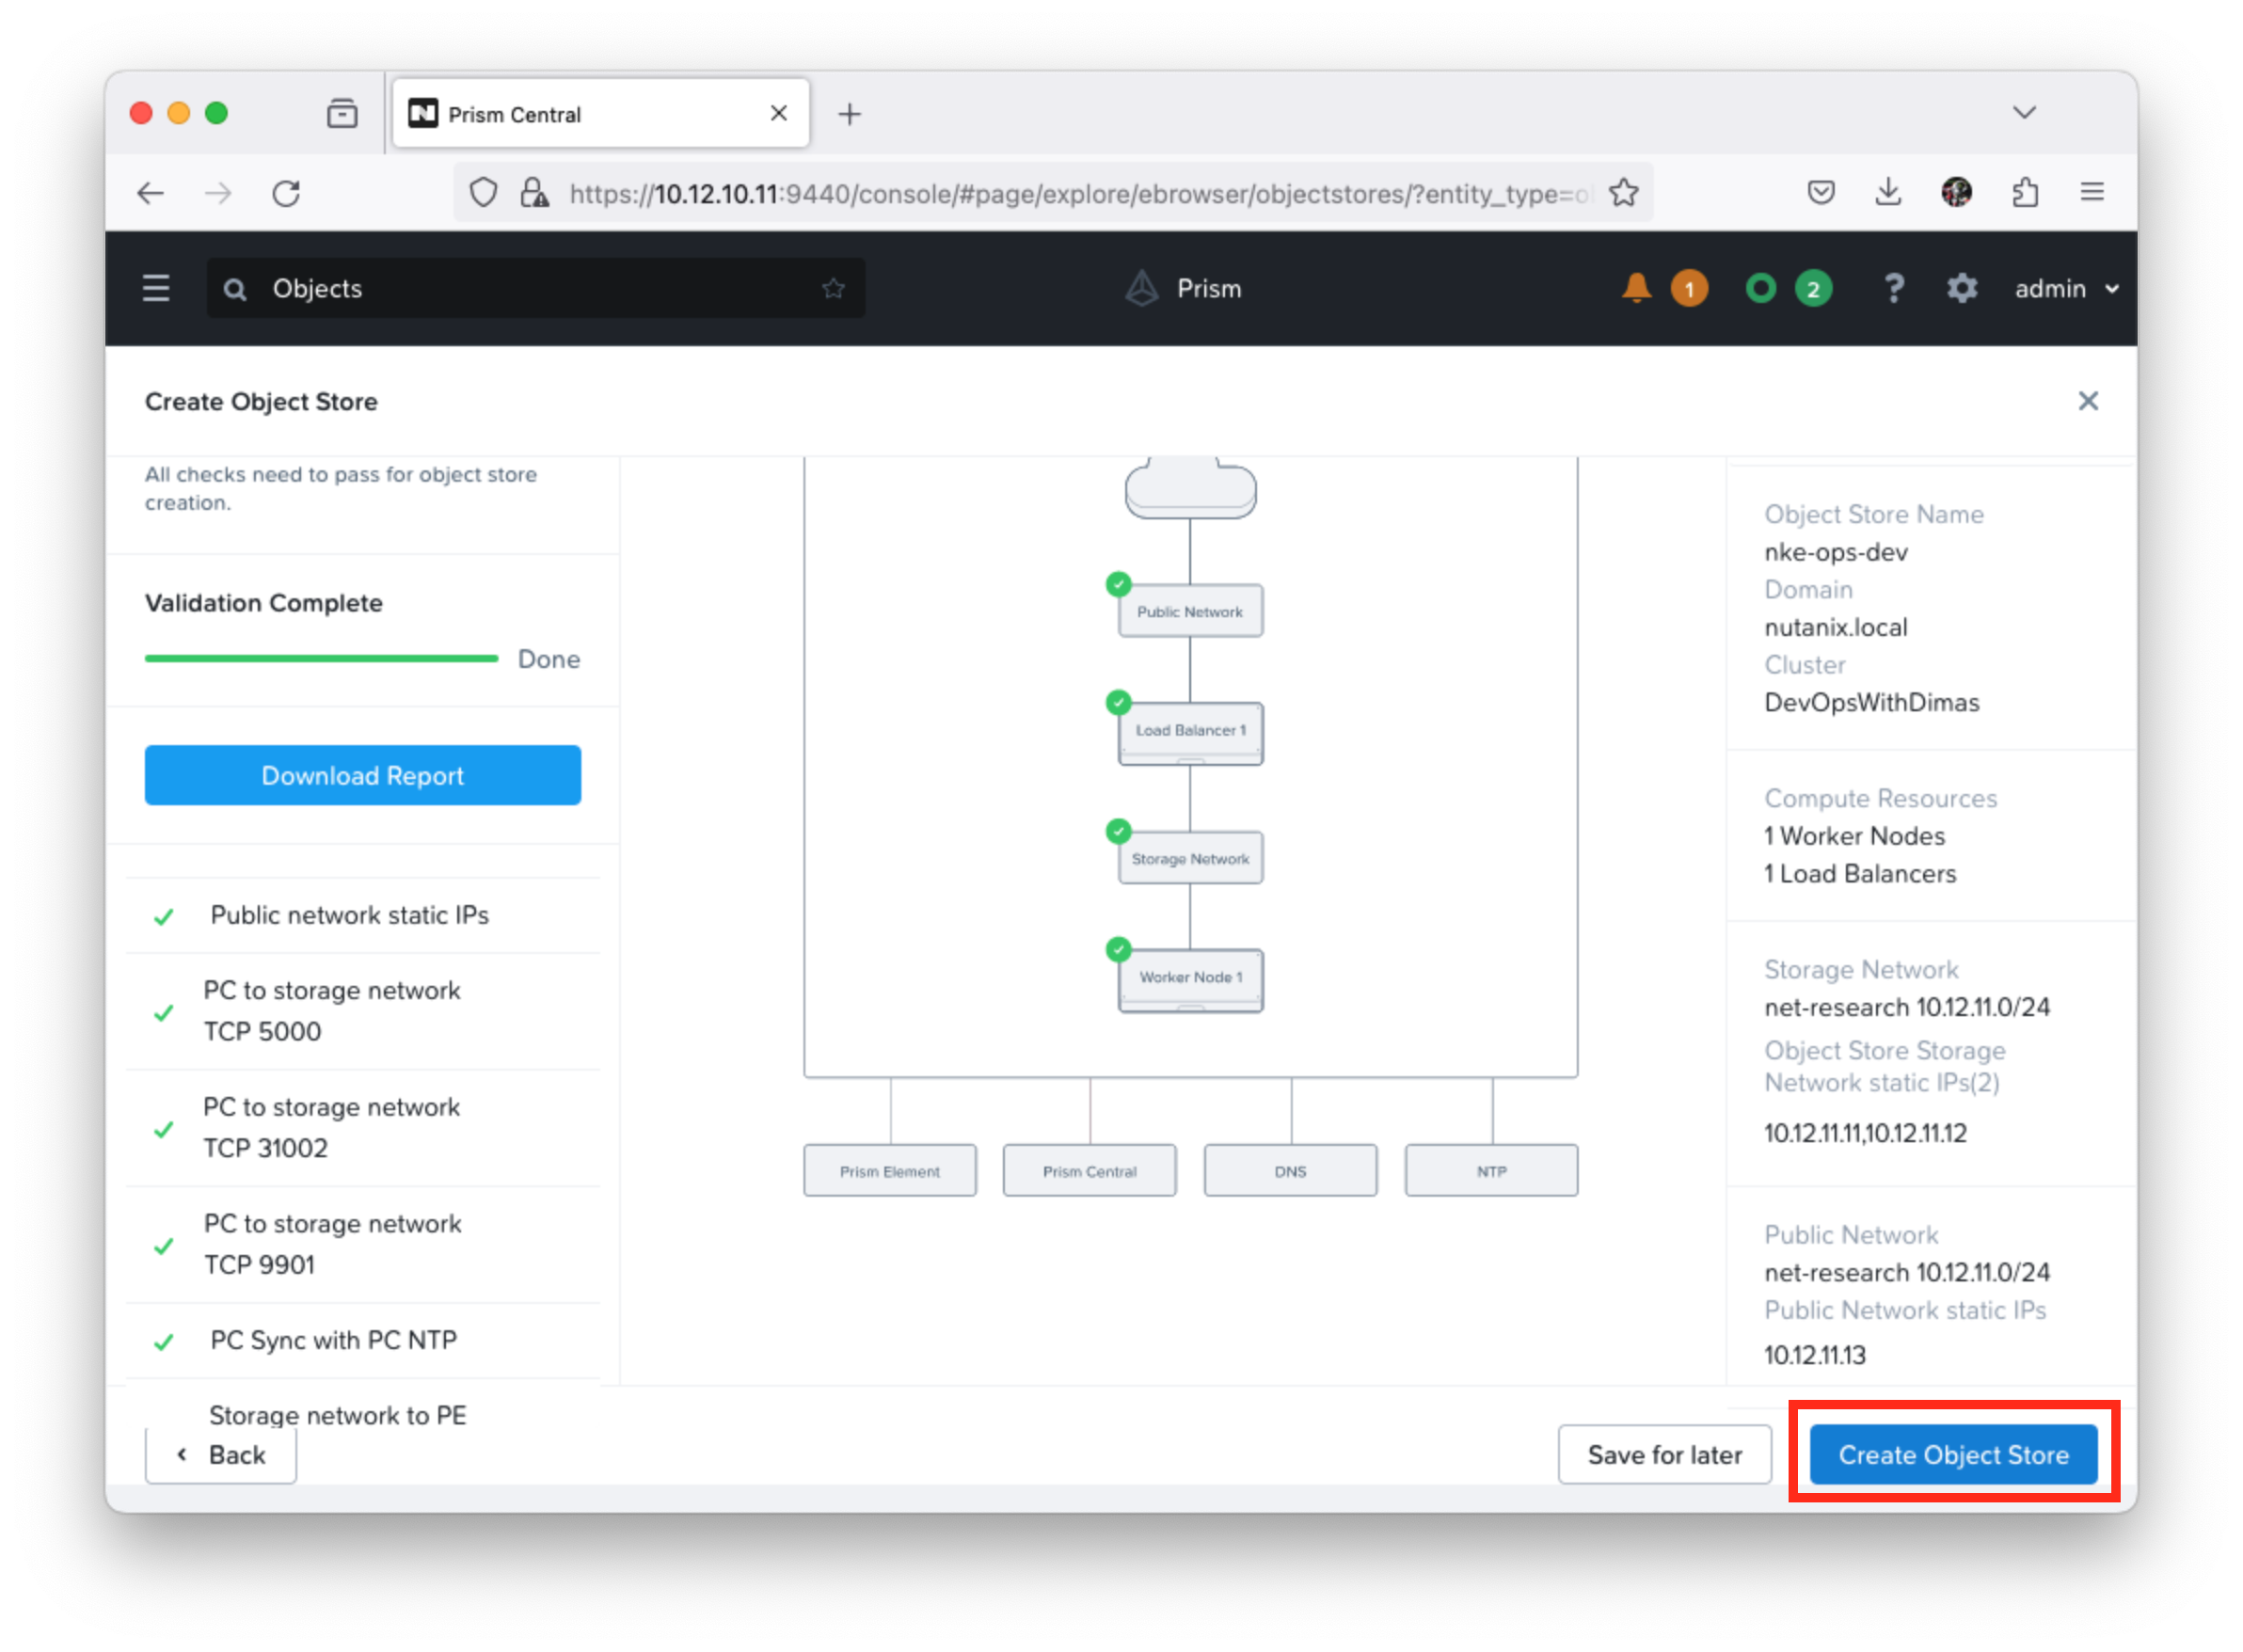 Prism Central
https://10.12.10.11:9440/console/#page/explore/ebrowser/objectstores/?entity_type=o
Objects
Prism
1
2
?
admin
Create Object Store
All checks need to pass for object store
creation.
Validation Complete
Done
Download Report
Public network static IPs
PC to storage network
TCP 5000
PC to storage network
TCP 31002
PC to storage network
TCP 9901
PC Sync with PC NTP
Storage network to PE
Public Network
Load Balancer 1
Storage Network
Worker Node 1
Prism Element
Prism Central
DNS
NTP
Object Store Name
nke-ops-dev
Domain
nutanix.local
Cluster
DevOpsWithDimas
Compute Resources
1 Worker Nodes
1 Load Balancers
Storage Network
net-research 10.12.11.0/24
Object Store Storage
Network static IPs(2)
10.12.11.11,10.12.11.12
Public Network
net-research 10.12.11.0/24
Public Network static IPs
10.12.11.13
Back
Save for later
Create Object Store